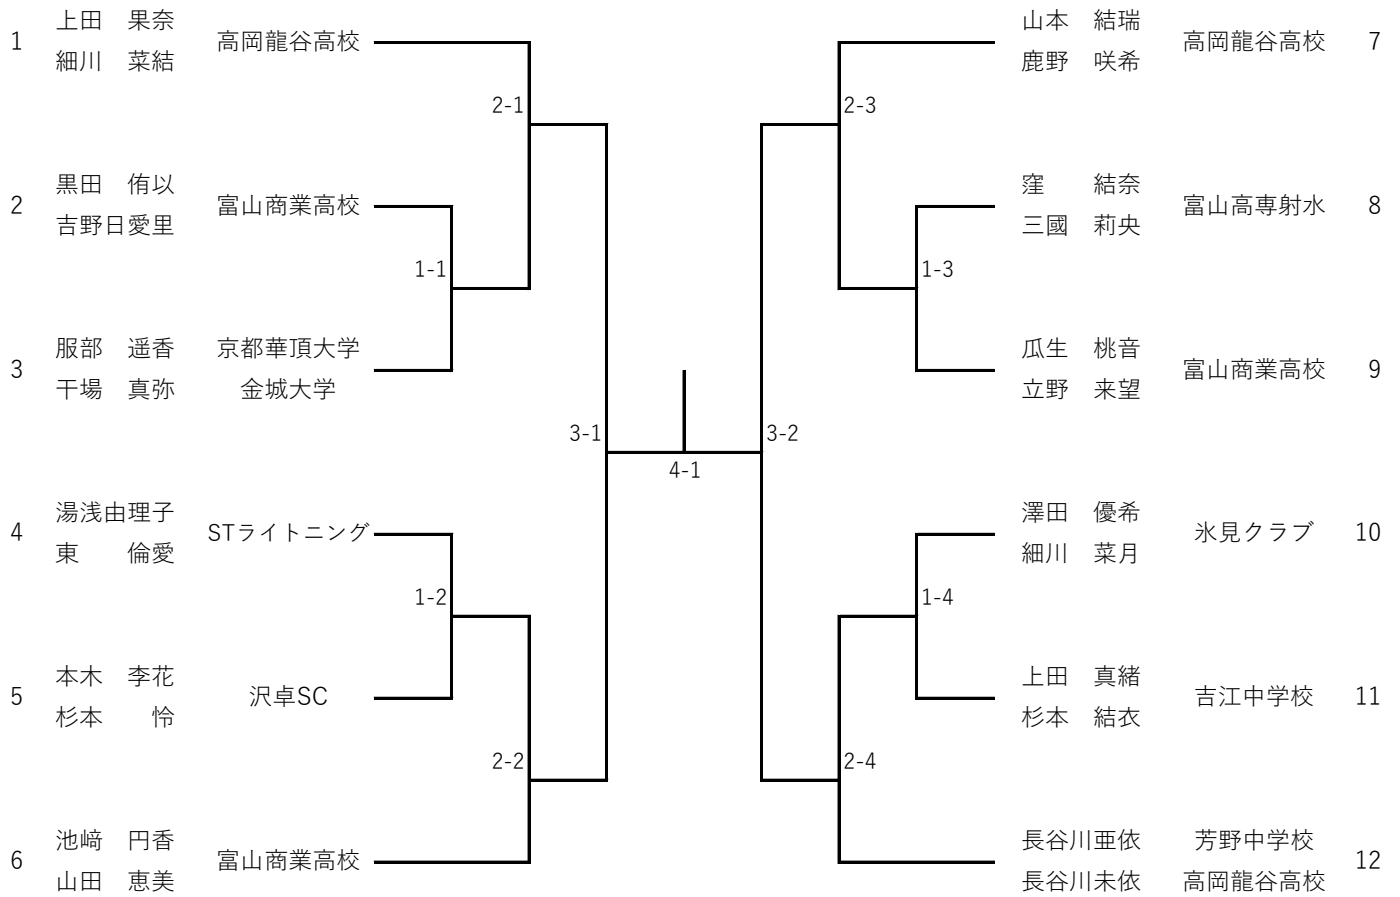 1 上田　果奈 高岡龍谷高校
細川　菜結
2-1
2 黒田　侑以 富山商業高校
吉野日愛里
1-1
3 服部　遥香 京都華頂大学
干場　真弥 金城大学
3-1
4 湯浅由理子 STライトニング
東　　倫愛
1-2
5 本木　李花 沢卓SC
杉本　　怜
2-2
6 池﨑　円香 富山商業高校
山田　恵美
4-1
山本　結瑞 高岡龍谷高校 7
鹿野　咲希
2-3
窪　　結奈 富山高専射水 8
三國　莉央
1-3
瓜生　桃音 富山商業高校 9
立野　来望
3-2
澤田　優希 氷見クラブ 10
細川　菜月
1-4
上田　真緒 吉江中学校 11
杉本　結衣
2-4
長谷川亜依 芳野中学校 12
長谷川未依 高岡龍谷高校